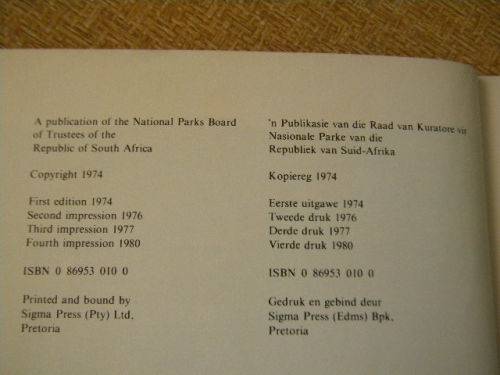 A publication of the National Parks Board
of Trustees of the
Republic of South Africa
Copyright 1974
First edition 1974
Second impression 1976
Third impression 1977
Fourth impression 1980
ISBN 0 86953 010 0
Printed and bound by
Sigma Press (Pty) Ltd,
Pretoria
'n Publikasie van die Raad van Kuratore vir
Nasionale Parke van die
Republiek van Suid-Afrika
Kopiereg 1974
Eerste uitgawe 1974
Tweede druk 1976
Derde druk 1977
Vierde druk 1980
ISBN 0 86953 010 0
Gedruk en gebind deur
Sigma Press (Edms) Bpk,
Pretoria